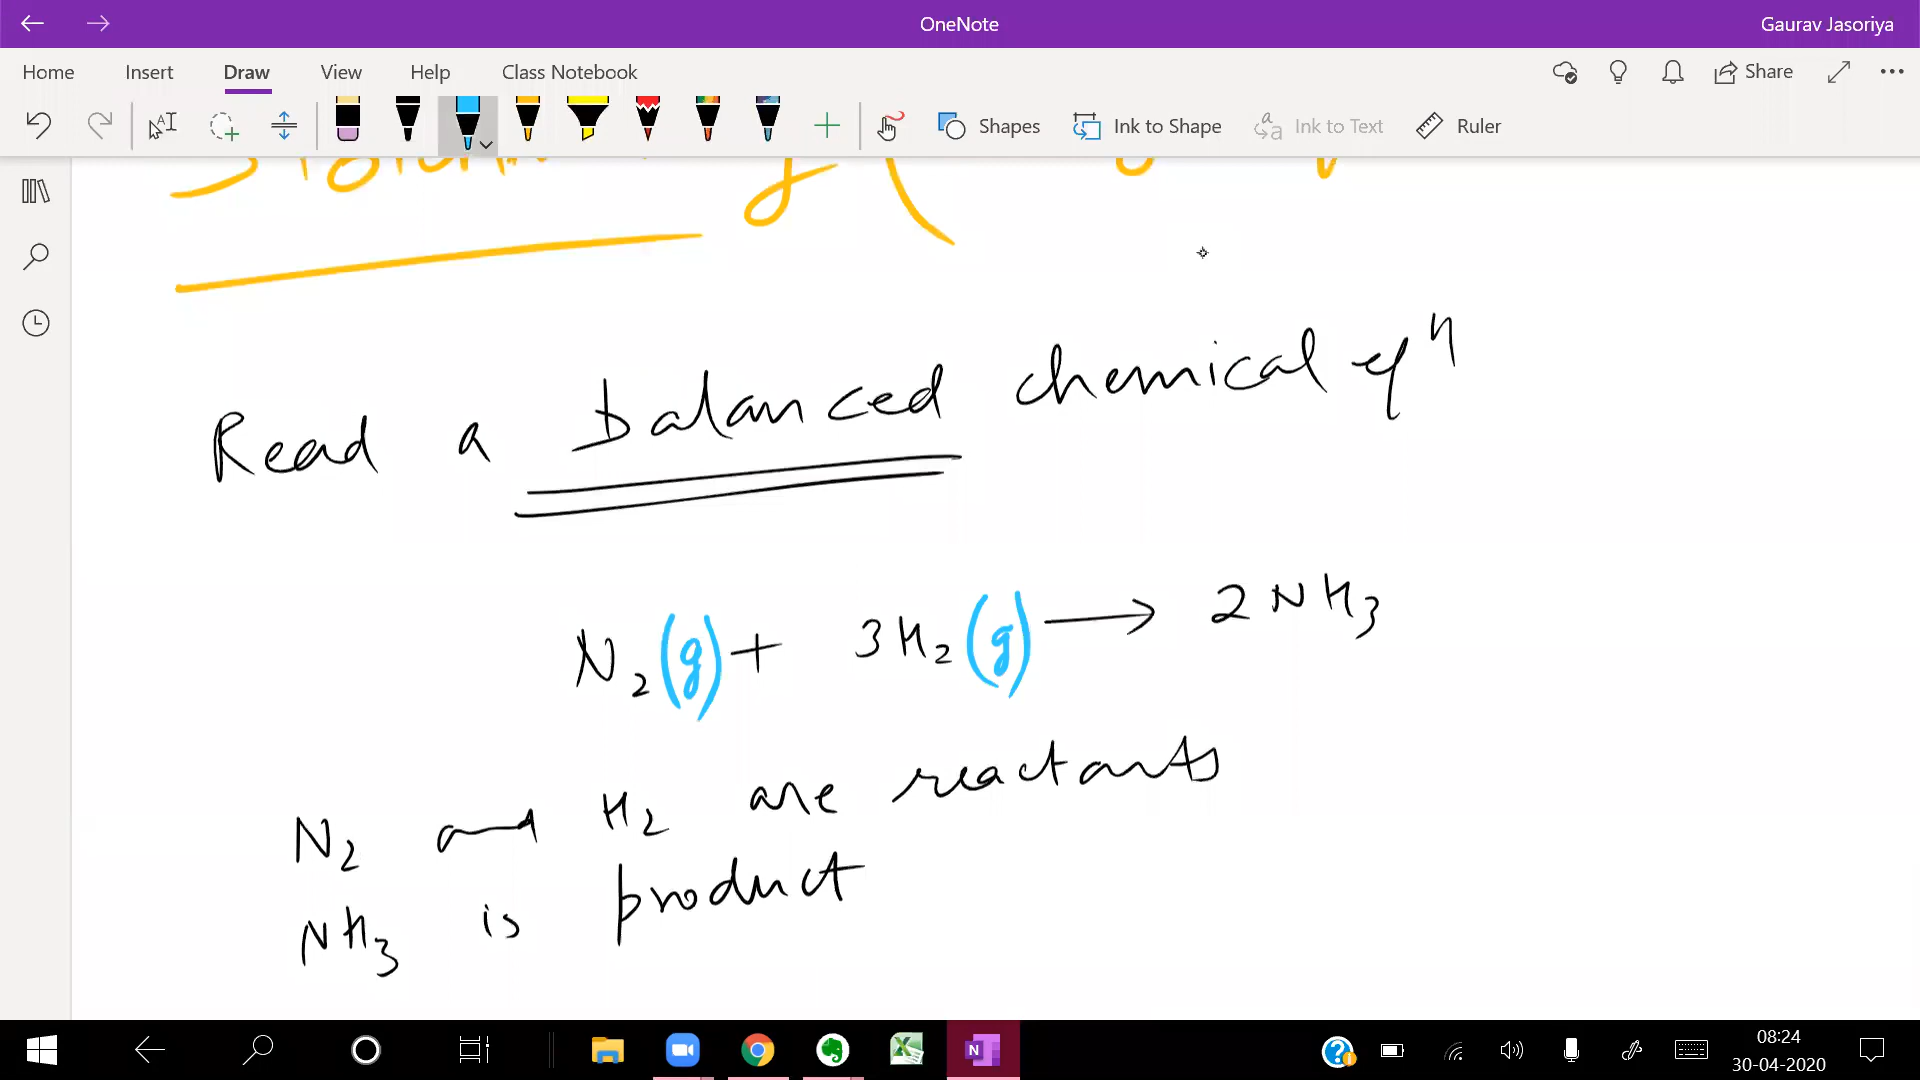 OneNote
Gaurav Jasoriya
Home Insert Draw View Help Class Notebook Share
Shapes Ink to Shape Ink to Text Ruler
Read a balanced chemical eqⁿ
N₂(g) + 3H₂(g) ⟶ 2NH₃
N₂ and H₂ are reactants
NH₃ is product
08:24
30-04-2020